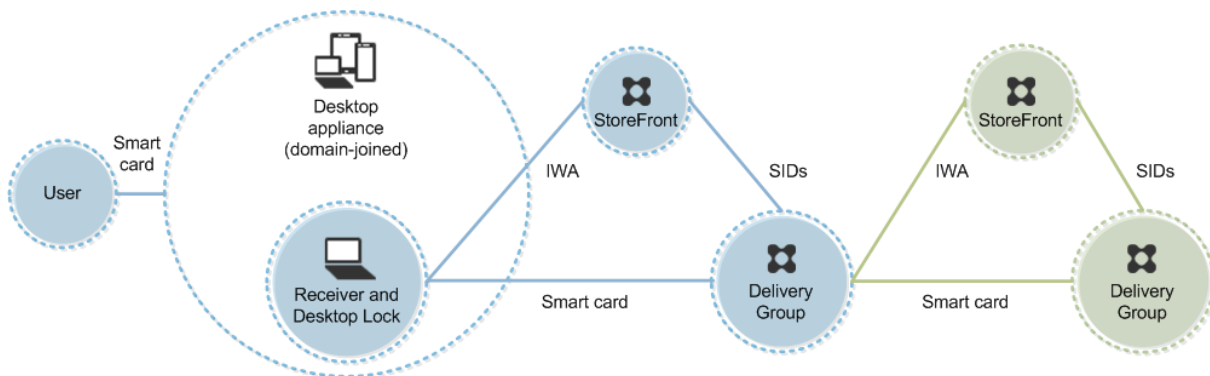 User
Smart
card
Desktop
appliance
(domain-joined)
Receiver and
Desktop Lock
IWA
StoreFront
SIDs
Smart card
Delivery
Group
IWA
StoreFront
SIDs
Smart card
Delivery
Group